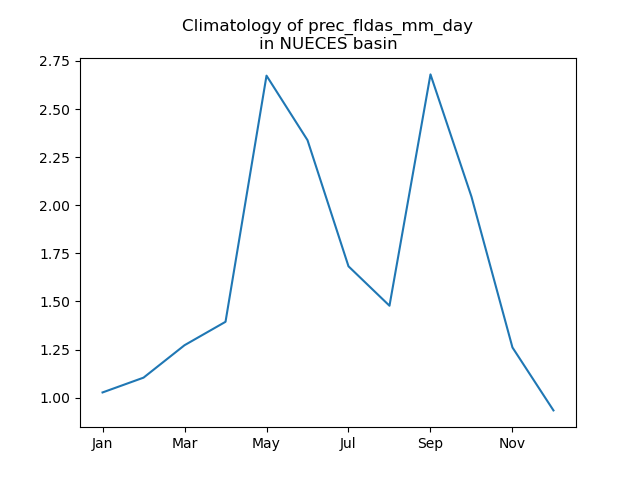 Climatology of prec_fldas_mm_day
in NUECES basin
2.75
2.50
2.25
2.00
1.75
1.50
1.25
1.00
Jan Mar May Jul Sep Nov